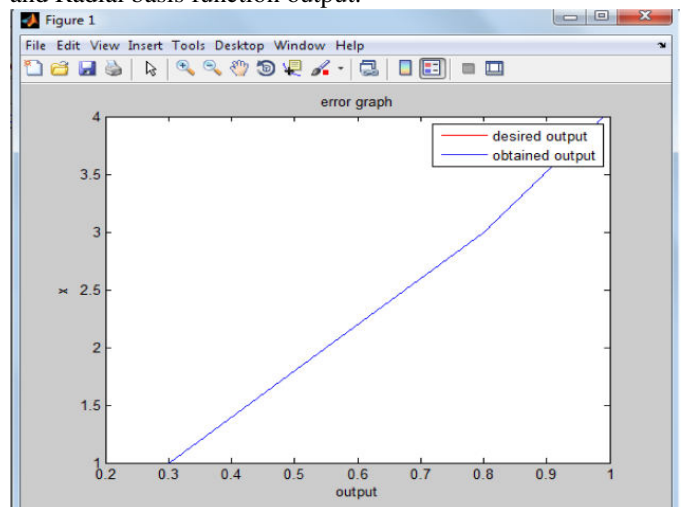 and Radial basis function output.
Figure 1
File Edit View Insert Tools Desktop Window Help
error graph
desired output
obtained output
4
3.5
3
2.5
2
1.5
1
x
0.2 0.3 0.4 0.5 0.6 0.7 0.8 0.9 1
output